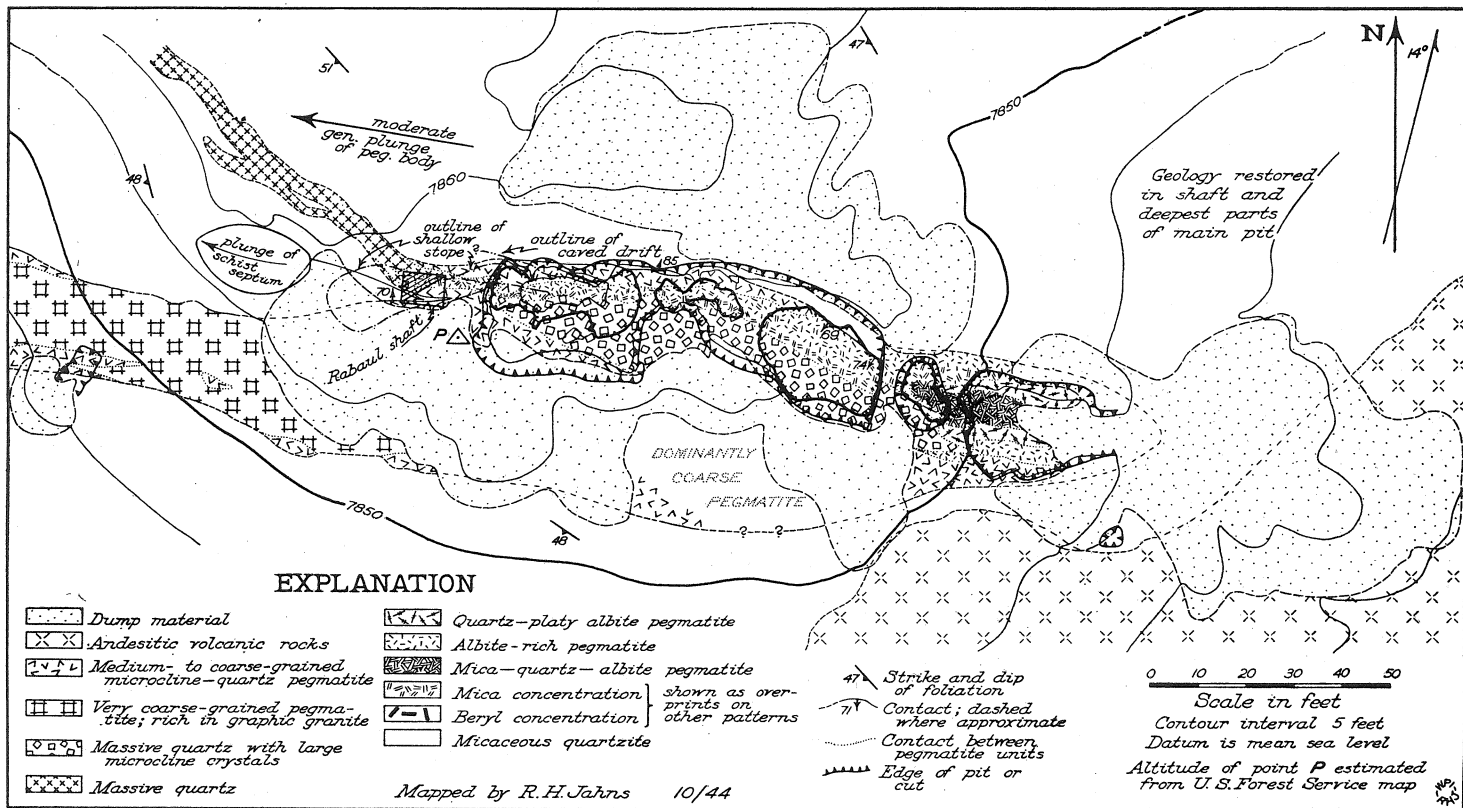 N
14°
47
51
moderate
gen. plunge
of peg. body
7850
7860
48
Geology restored
in shaft and
deepest parts
of main pit
plunge of
schist
septum
outline of
shallow
stope
?
outline of
caved drift
85
70
P
Rabaul shaft
69
74
DOMINANTLY
COARSE
PEGMATITE
? ?
7850
48
EXPLANATION
Dump material
Andesitic volcanic rocks
Medium- to coarse-grained
microcline-quartz pegmatite
Very coarse-grained pegma-
tite; rich in graphic granite
Massive quartz with large
microcline crystals
Massive quartz
Quartz-platy albite pegmatite
Albite-rich pegmatite
Mica-quartz-albite pegmatite
Mica concentration
Beryl concentration
shown as over-
prints on
other patterns
Micaceous quartzite
Mapped by R.H. Jahns 10/44
47 Strike and dip
of foliation
71 Contact; dashed
where approximate
Contact between
pegmatite units
Edge of pit or
cut
0 10 20 30 40 50
Scale in feet
Contour interval 5 feet
Datum is mean sea level
Altitude of point P estimated
from U.S. Forest Service map